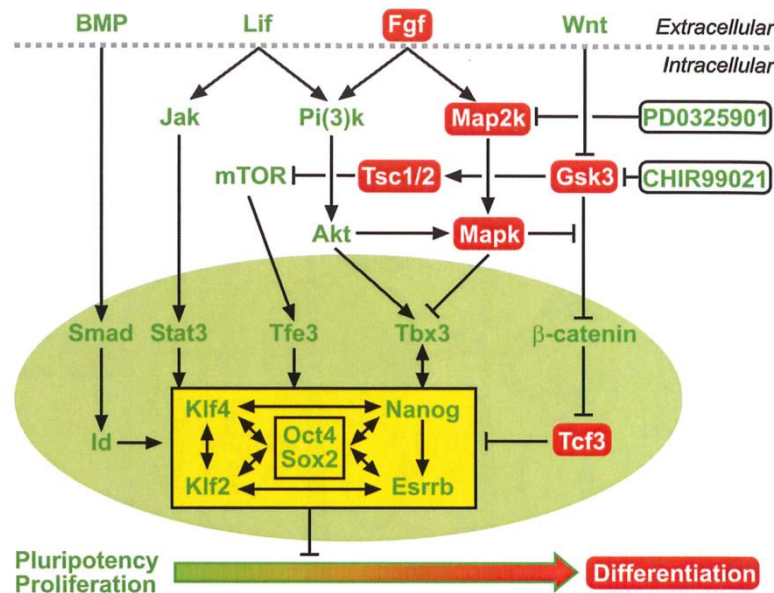 BMP Lif Fgf Wnt Extracellular
Intracellular
Jak Pi(3)k Map2k PD0325901
mTOR Tsc1/2 Gsk3 CHIR99021
Akt Mapk
Smad Stat3 Tfe3 Tbx3 β-catenin
Klf4 Nanog
Id Oct4 Tcf3
Sox2
Klf2 Esrrb
Pluripotency
Proliferation Differentiation